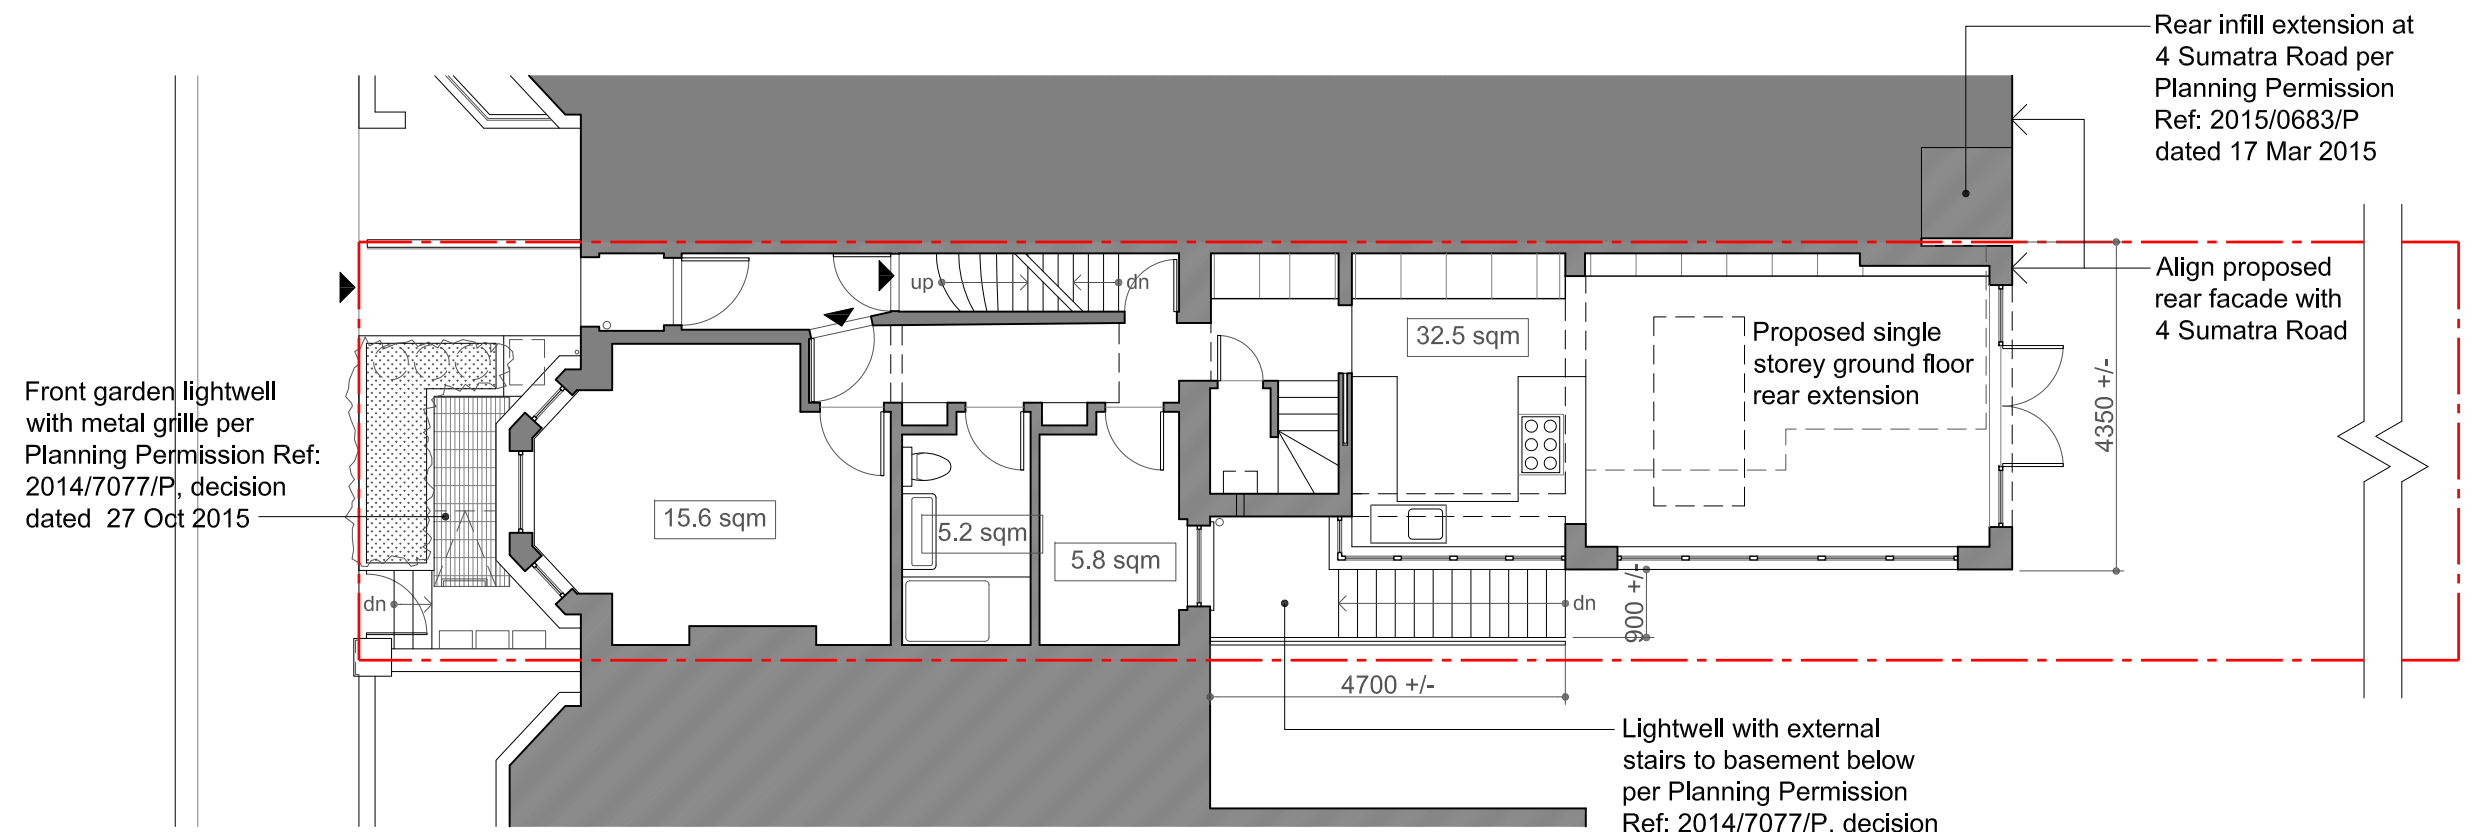 Rear infill extension at
4 Sumatra Road per
Planning Permission
Ref: 2015/0683/P
dated 17 Mar 2015
Align proposed
rear facade with
4 Sumatra Road
up
dn
32.5 sqm
Proposed single
storey ground floor
rear extension
4350 +/-
Front garden lightwell
with metal grille per
Planning Permission Ref:
2014/7077/P, decision
dated 27 Oct 2015
15.6 sqm
5.2 sqm
5.8 sqm
dn
dn
900 +/-
4700 +/-
Lightwell with external
stairs to basement below
per Planning Permission
Ref: 2014/7077/P, decision